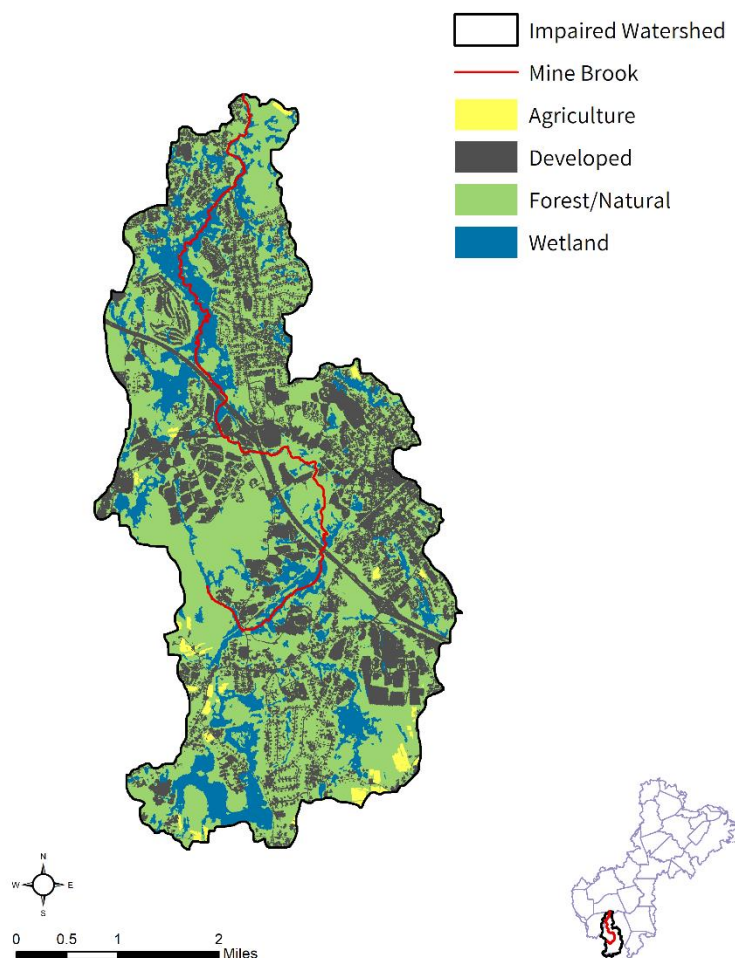 Impaired Watershed
Mine Brook
Agriculture
Developed
Forest/Natural
Wetland
N
W E
S
0 0.5 1 2
Miles